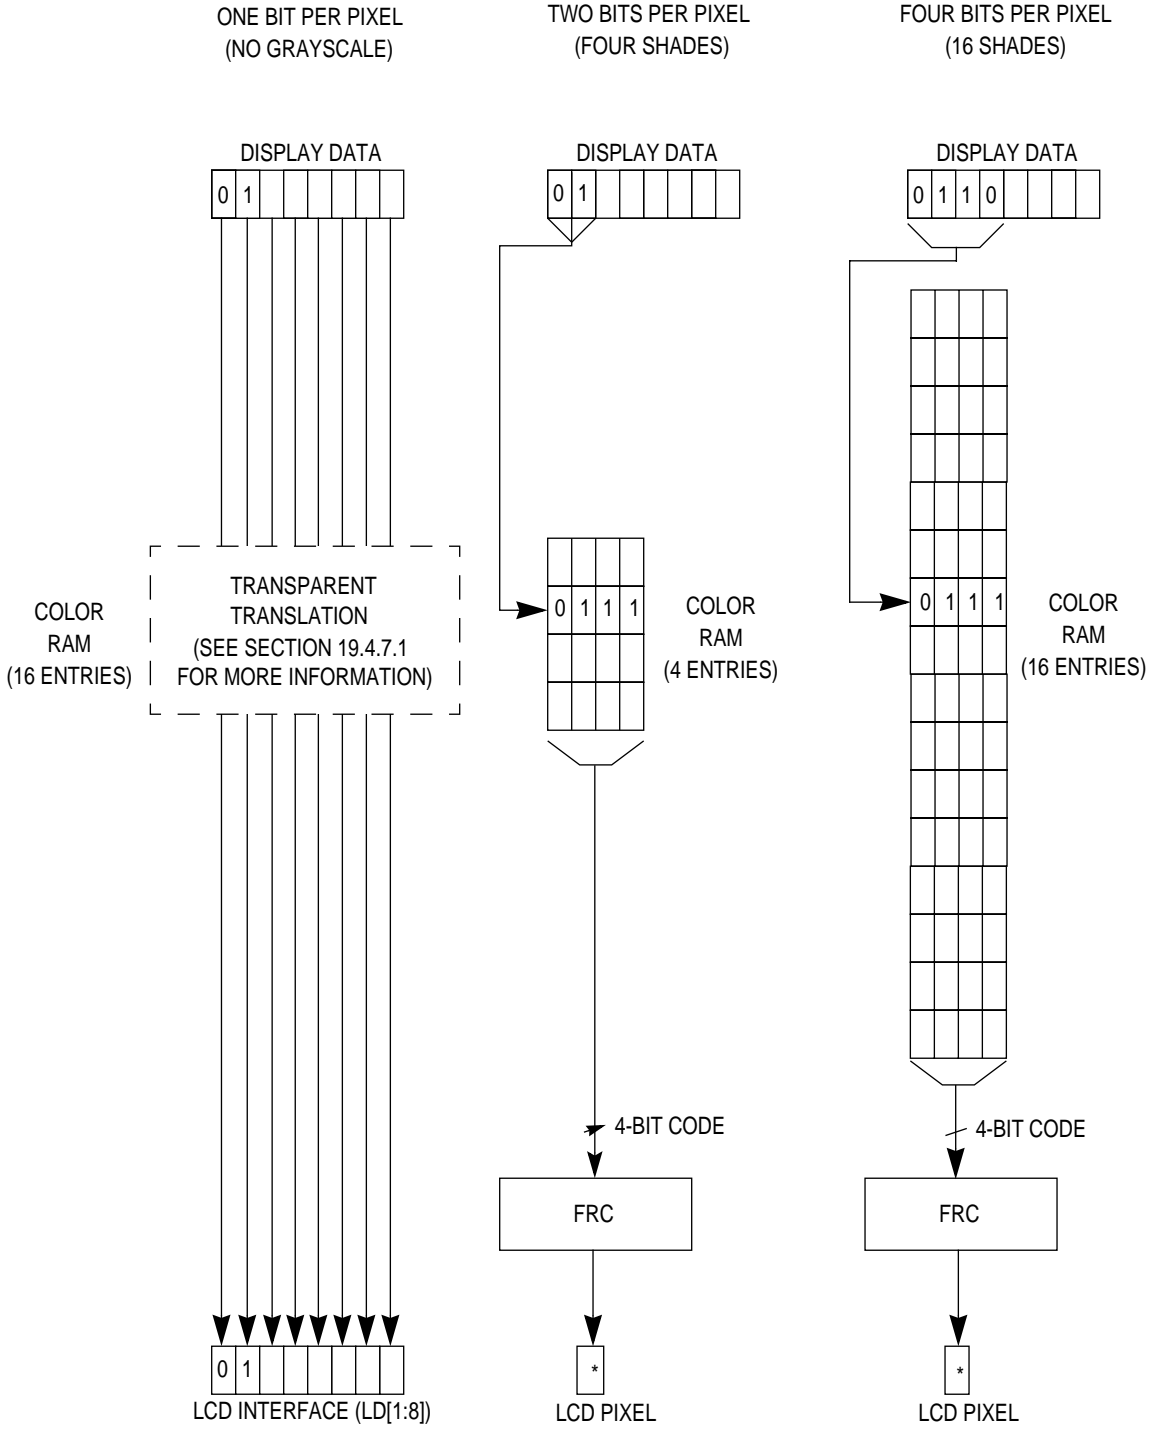 ONE BIT PER PIXEL
(NO GRAYSCALE)
TWO BITS PER PIXEL
(FOUR SHADES)
FOUR BITS PER PIXEL
(16 SHADES)
DISPLAY DATA
0 1
DISPLAY DATA
0 1
DISPLAY DATA
0 1 1 0
COLOR
RAM
(16 ENTRIES)
TRANSPARENT
TRANSLATION
(SEE SECTION 19.4.7.1
FOR MORE INFORMATION)
0 1 1 1
COLOR
RAM
(4 ENTRIES)
0 1 1 1
COLOR
RAM
(16 ENTRIES)
4-BIT CODE
4-BIT CODE
FRC
FRC
0 1
LCD INTERFACE (LD[1:8])
*
LCD PIXEL
*
LCD PIXEL